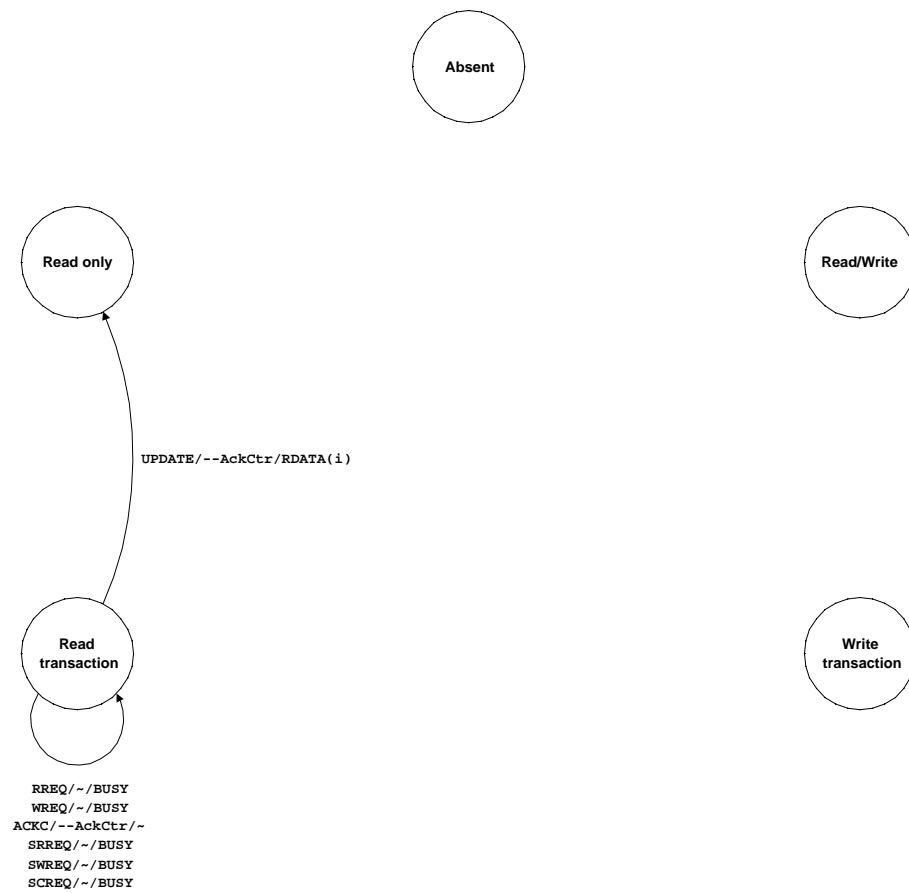 Absent
Read only
Read/Write
UPDATE/--AckCtr/RDATA(i)
Read
transaction
Write
transaction
RREQ/~/BUSY
WREQ/~/BUSY
ACKC/--AckCtr/~
SRREQ/~/BUSY
SWREQ/~/BUSY
SCREQ/~/BUSY